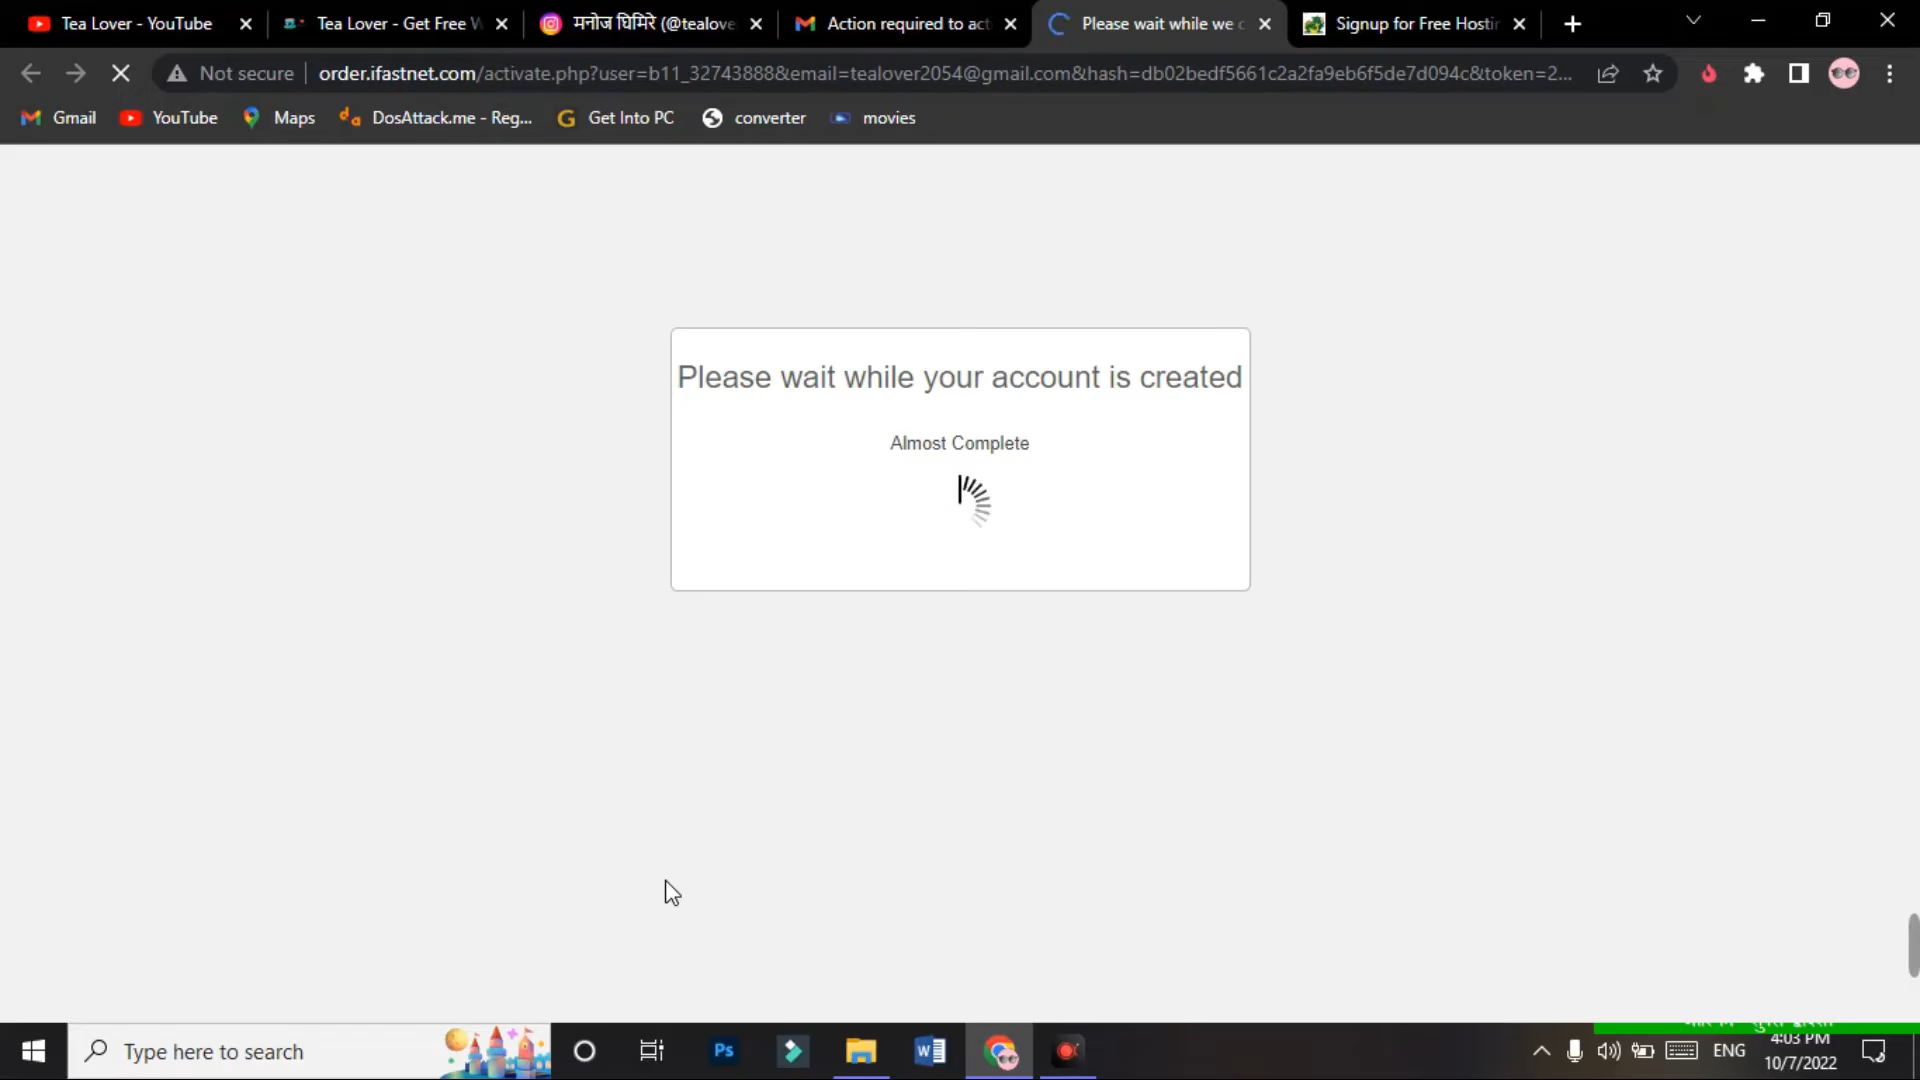 Tea Lover - YouTube
Tea Lover - Get Free W
मनोज घिमिरे (@tealove
Action required to act
Please wait while we c
Signup for Free Hostin
Not secure
order.ifastnet.com/activate.php?user=b11_32743888&email=tealover2054@gmail.com&hash=db02bedf5661c2a2fa9eb6f5de7d094c&token=2...
Gmail
YouTube
Maps
DosAttack.me - Reg...
Get Into PC
converter
movies
Please wait while your account is created
Almost Complete
Type here to search
Ps
ENG
4:03 PM
10/7/2022